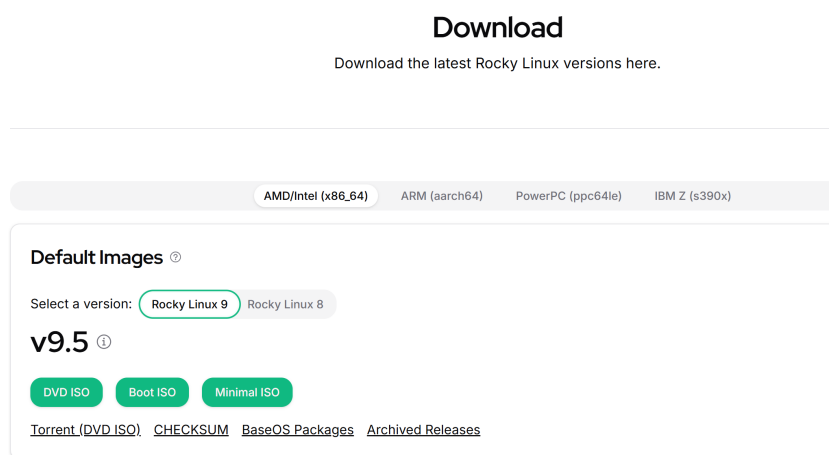 Download
Download the latest Rocky Linux versions here.
AMD/Intel (x86_64) ARM (aarch64) PowerPC (ppc64le) IBM Z (s390x)
Default Images
Select a version: Rocky Linux 9 Rocky Linux 8
v9.5
DVD ISO Boot ISO Minimal ISO
Torrent (DVD ISO) CHECKSUM BaseOS Packages Archived Releases